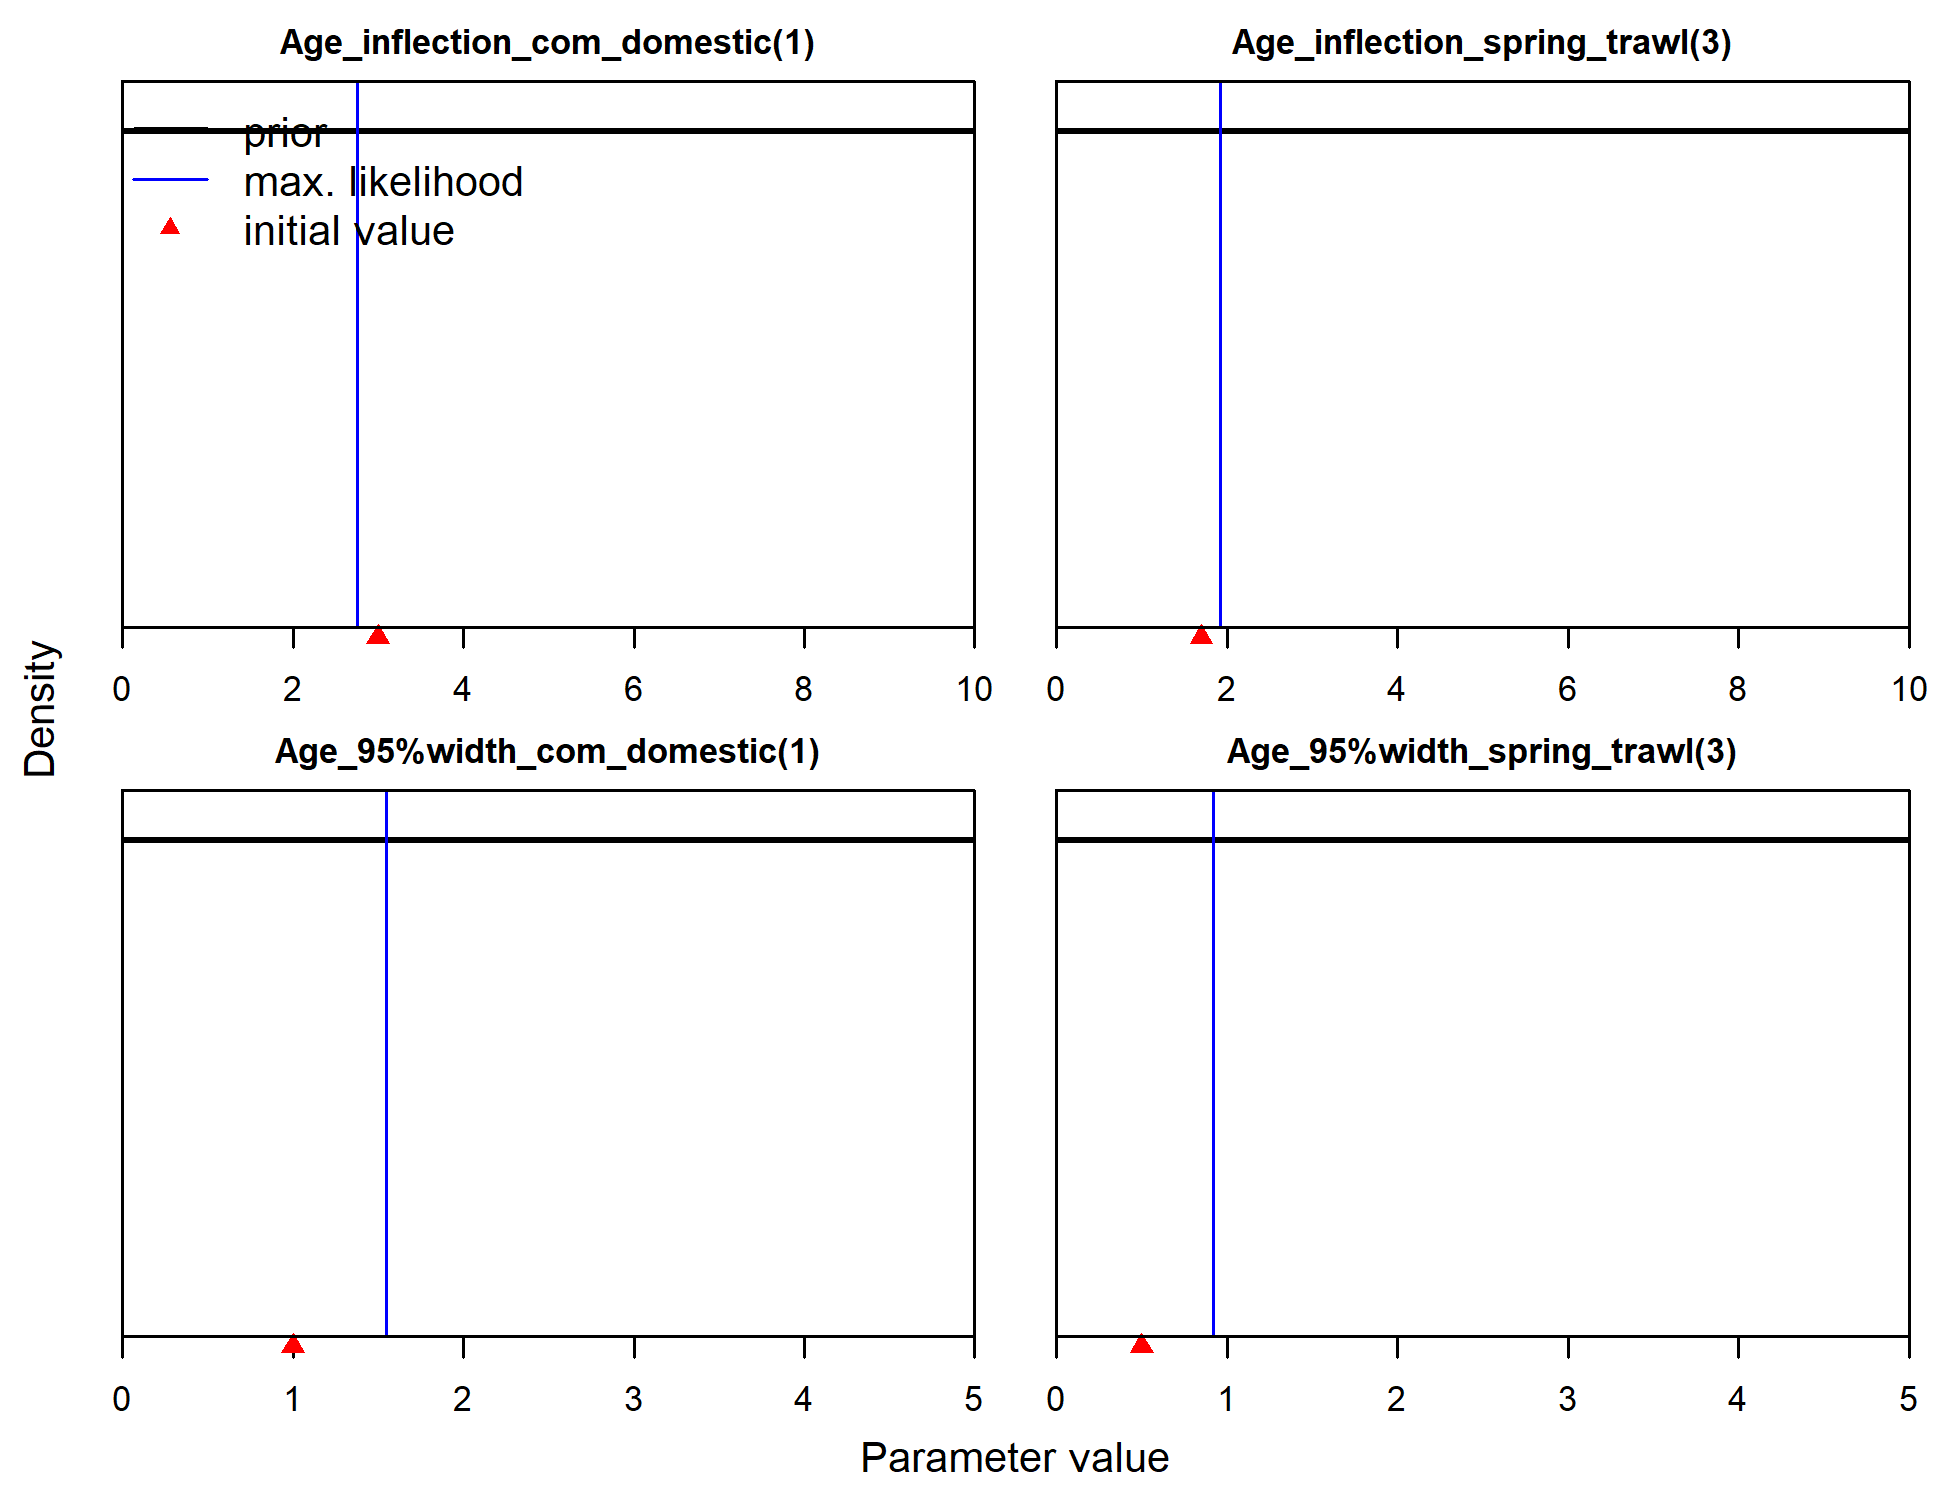 Age_inflection_com_domestic(1)
prior
max. likelihood
initial value
0 2 4 6 8 10
Age_inflection_spring_trawl(3)
0 2 4 6 8 10
Density
Age_95%width_com_domestic(1)
0 1 2 3 4 5
Age_95%width_spring_trawl(3)
0 1 2 3 4 5
Parameter value